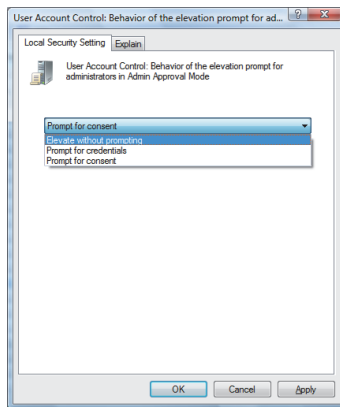 User Account Control: Behavior of the elevation prompt for ad...
Local Security Setting
Explain
User Account Control: Behavior of the elevation prompt for
administrators in Admin Approval Mode
Prompt for consent
Elevate without prompting
Prompt for credentials
Prompt for consent
OK
Cancel
Apply